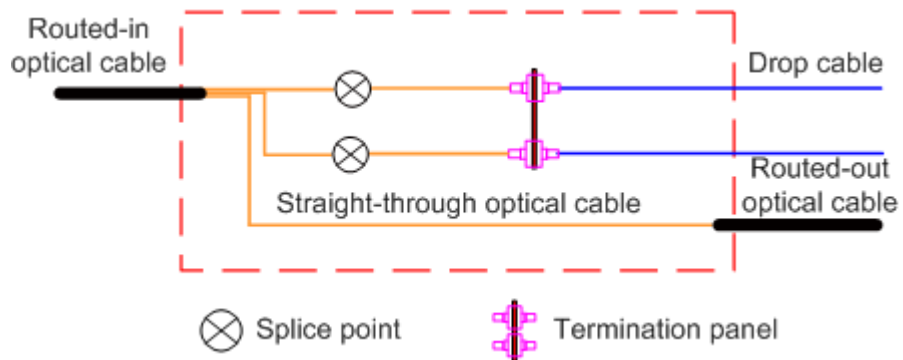 Routed-in
optical cable
Drop cable
Routed-out
optical cable
Straight-through optical cable
Splice point
Termination panel